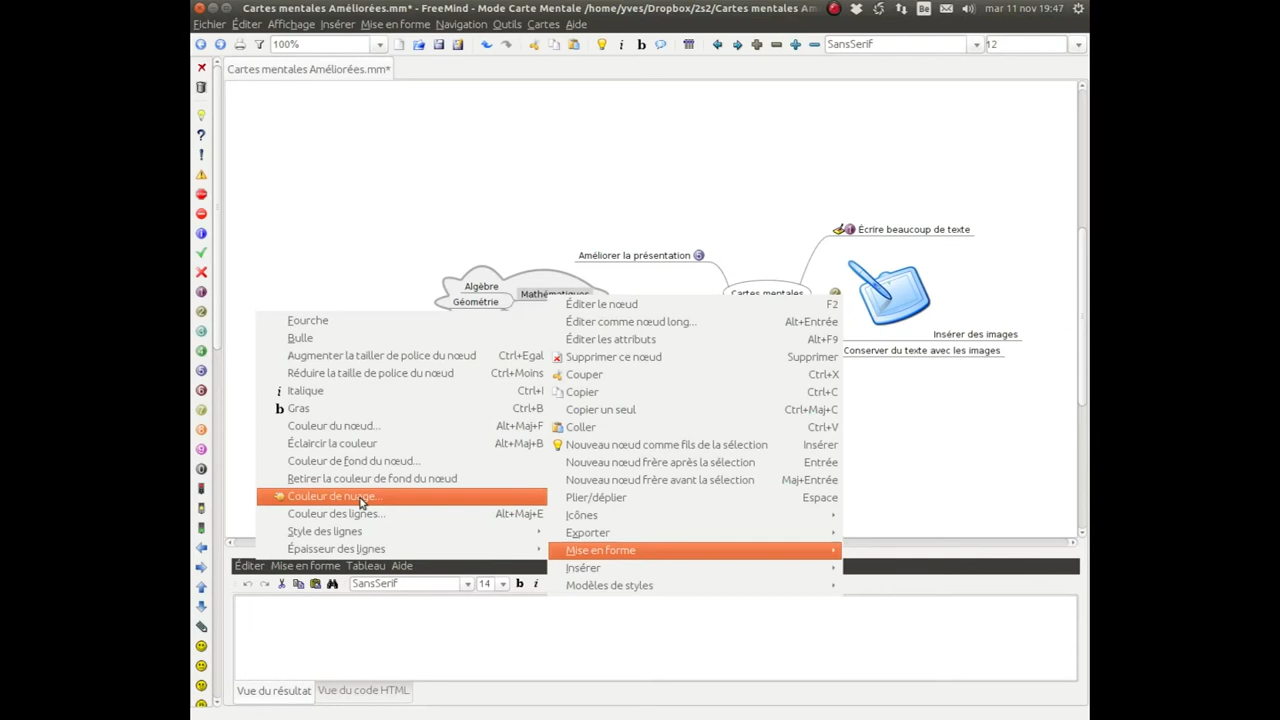 Cartes mentales Améliorées.mm* - FreeMind - Mode Carte Mentale /home/yves/Dropbox/2s2/Cartes mentales Am
Be
mar 11 nov 19:47
Fichier Éditer Affichage Insérer Mise en forme Navigation Outils Cartes Aide
100%
i b
SansSerif
12
Cartes mentales Améliorées.mm*
Écrire beaucoup de texte
Améliorer la présentation
Algèbre
Mathématiques
Cartes mentales
Géométrie
Insérer des images
Conserver du texte avec les images
Fourche
Bulle
Augmenter la tailler de police du nœud Ctrl+Egal
Réduire la taille de police du nœud Ctrl+Moins
i Italique Ctrl+I
b Gras Ctrl+B
Couleur du nœud... Alt+Maj+F
Éclaircir la couleur Alt+Maj+B
Couleur de fond du nœud...
Retirer la couleur de fond du nœud
Couleur de nuage...
Couleur des lignes... Alt+Maj+E
Style des lignes
Épaisseur des lignes
Éditer le nœud F2
Éditer comme nœud long... Alt+Entrée
Éditer les attributs Alt+F9
Supprimer ce nœud Supprimer
Couper Ctrl+X
Copier Ctrl+C
Copier un seul Ctrl+Maj+C
Coller Ctrl+V
Nouveau nœud comme fils de la sélection Insérer
Nouveau nœud frère après la sélection Entrée
Nouveau nœud frère avant la sélection Maj+Entrée
Plier/déplier Espace
Icônes
Exporter
Mise en forme
Insérer
Modèles de styles
Éditer Mise en forme Tableau Aide
SansSerif 14 b i
Vue du résultat Vue du code HTML